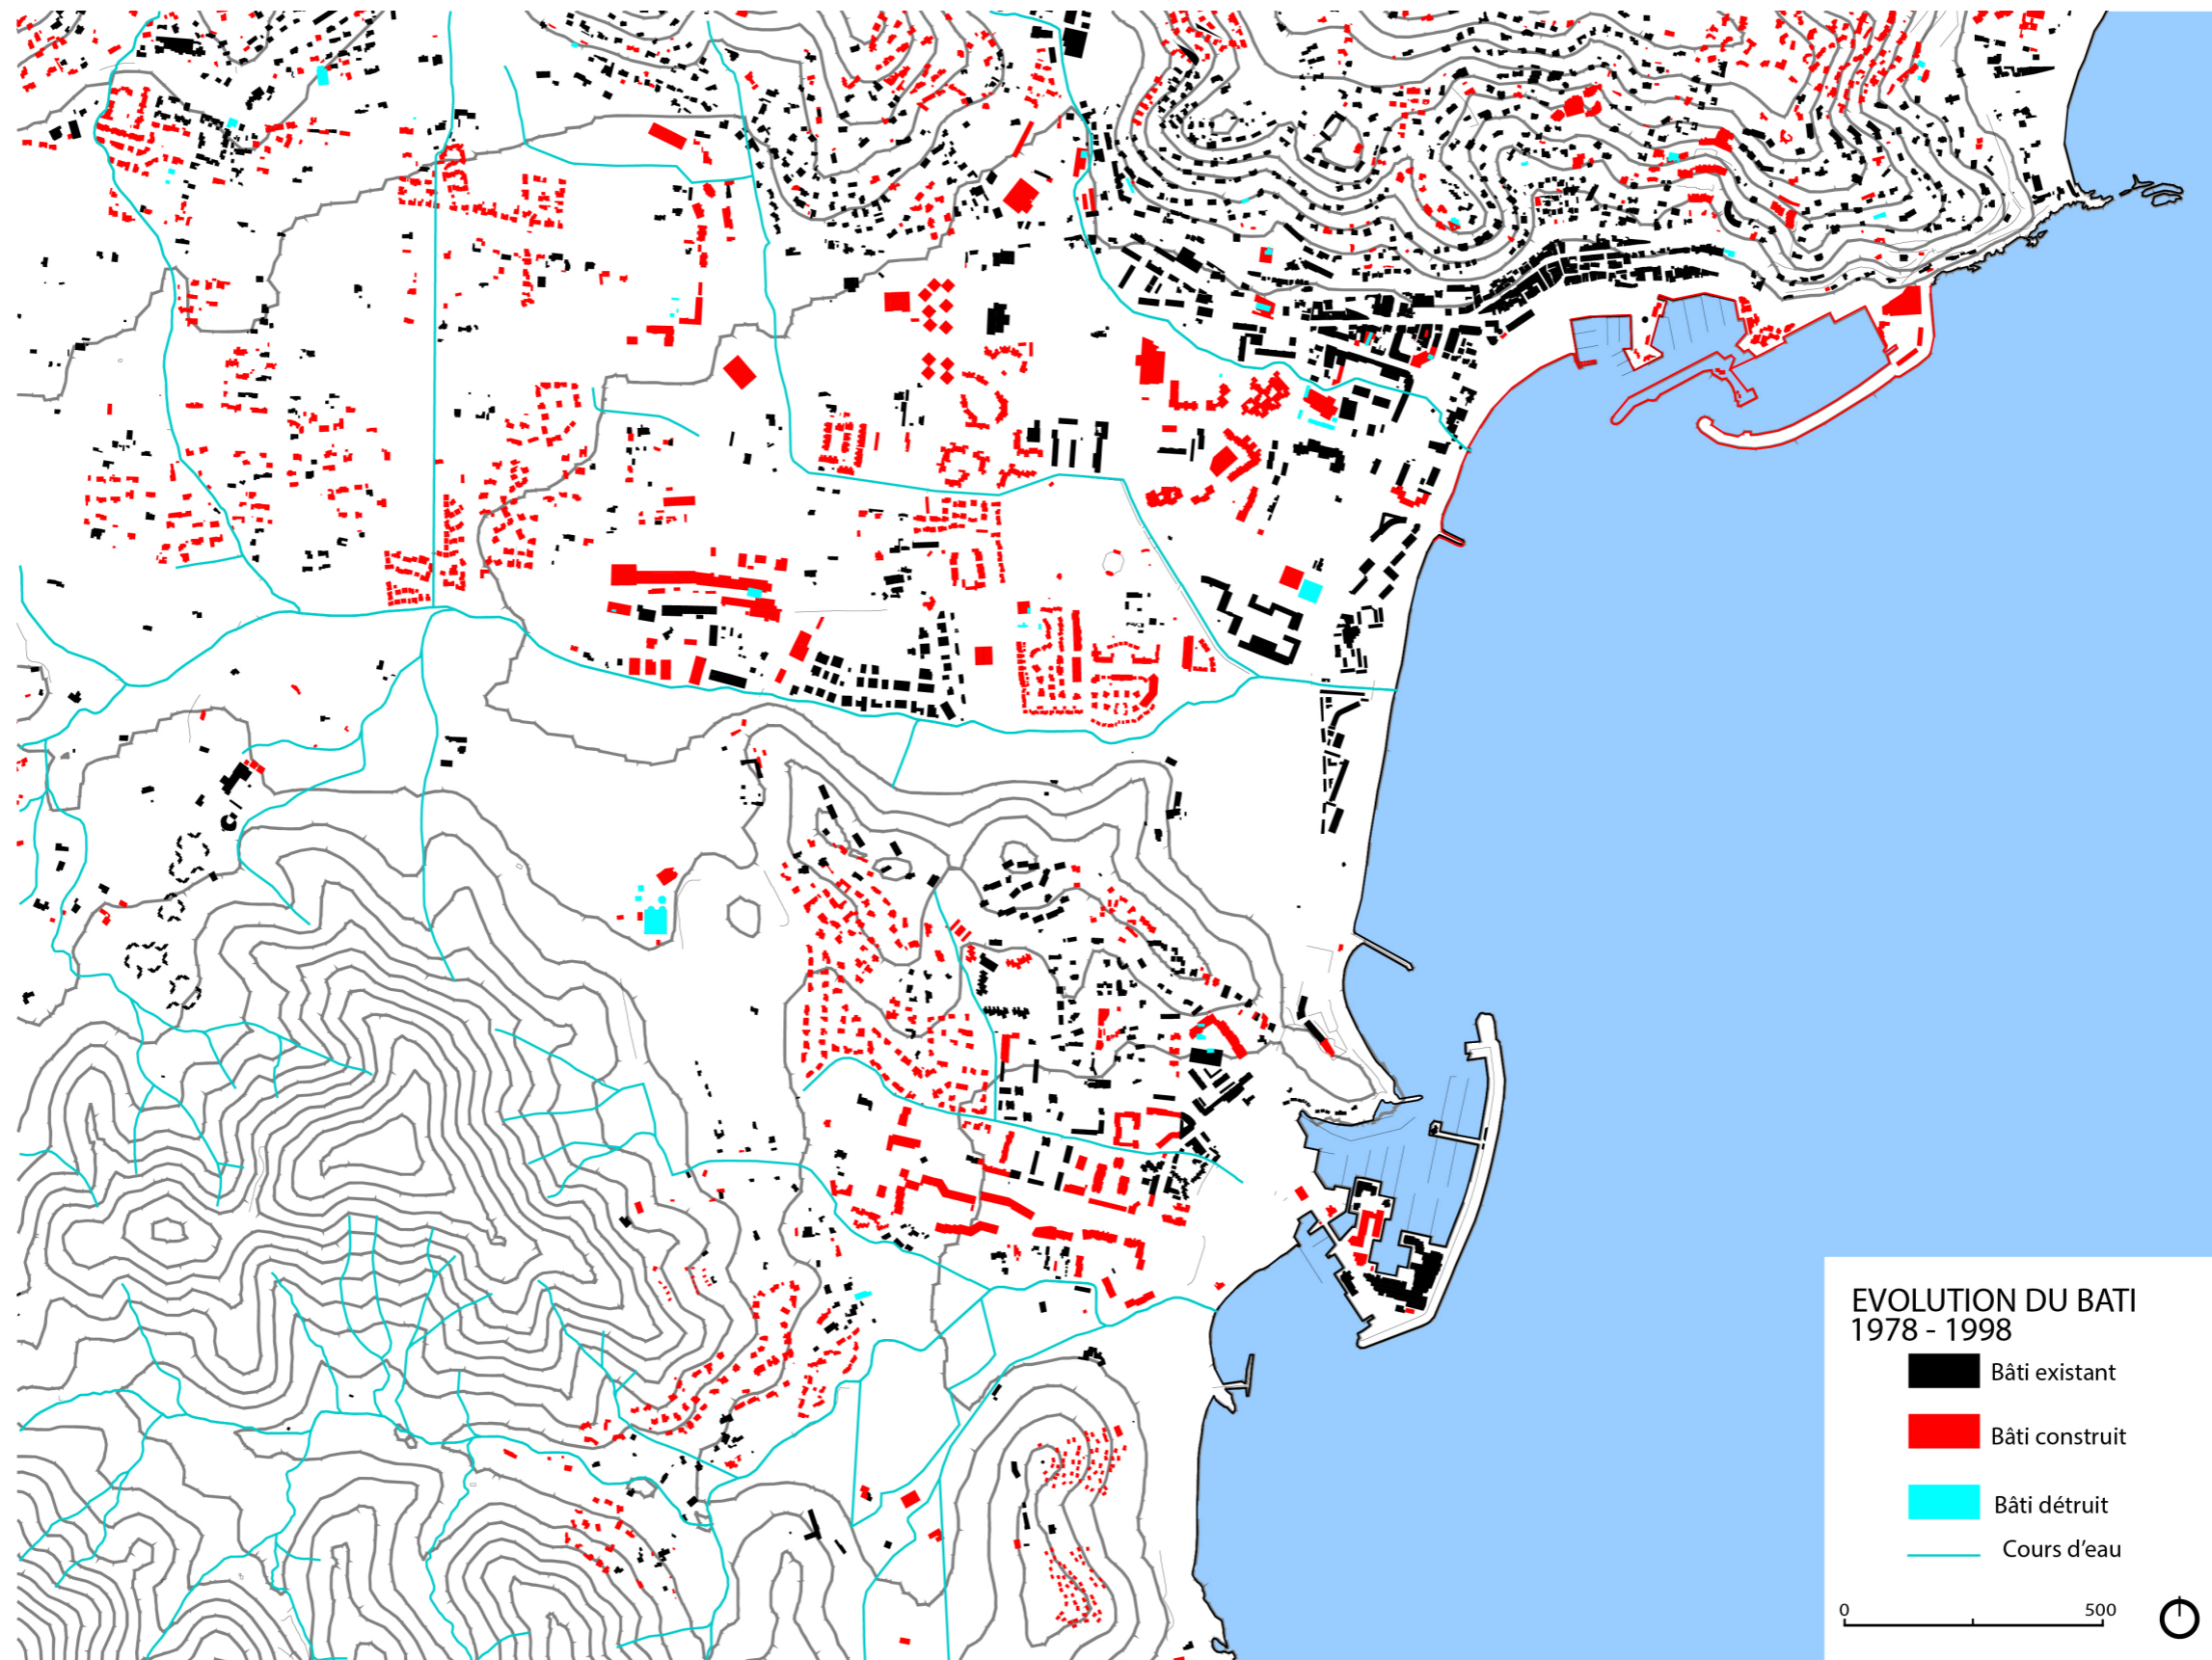 EVOLUTION DU BATI
1978 - 1998
Bâti existant
Bâti construit
Bâti détruit
Cours d'eau
0 500